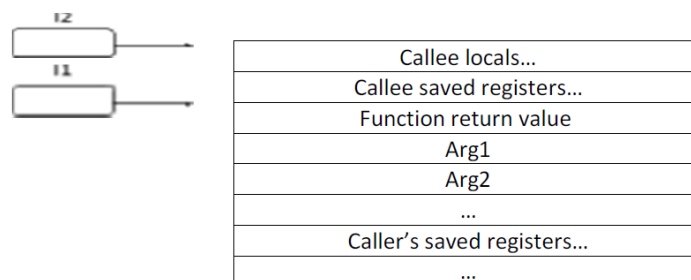 I2
I1
Callee locals…
Callee saved registers…
Function return value
Arg1
Arg2
…
Caller’s saved registers…
…